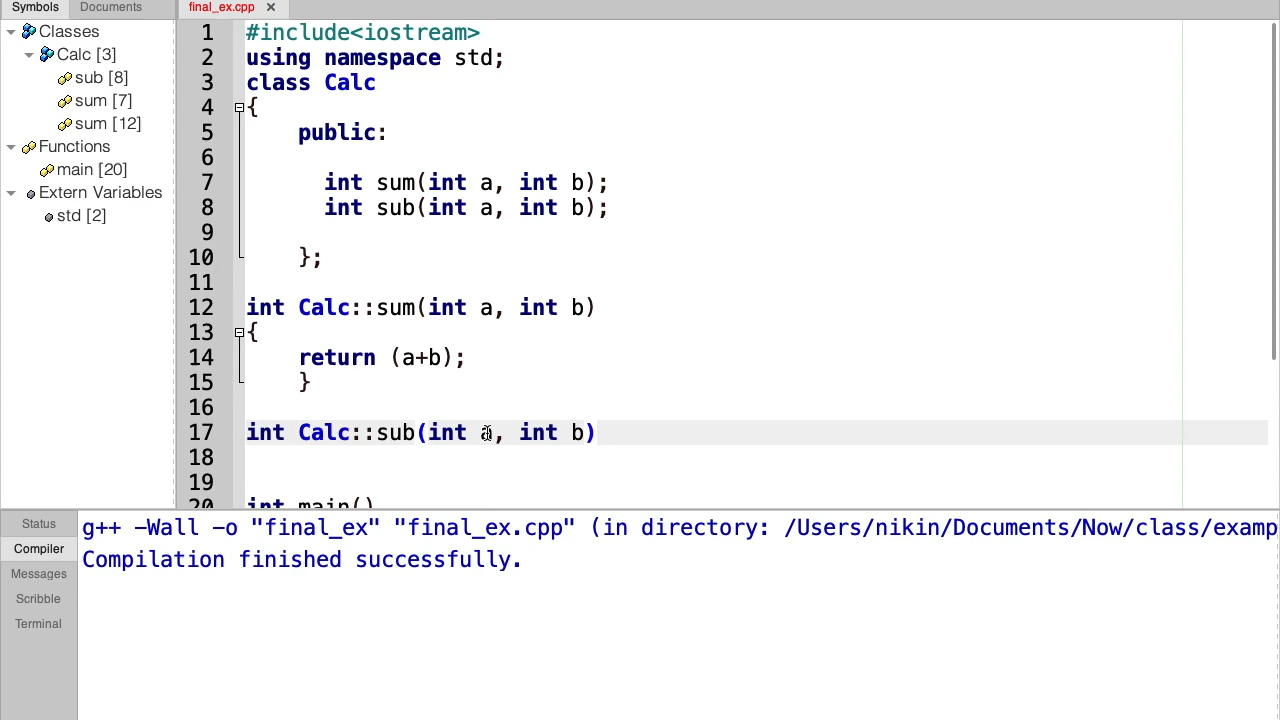 Symbols Documents final_ex.cpp
Classes
Calc [3]
sub [8]
sum [7]
sum [12]
Functions
main [20]
Extern Variables
std [2]
1 #include<iostream>
2 using namespace std;
3 class Calc
4 {
5 public:
6
7 int sum(int a, int b);
8 int sub(int a, int b);
9
10 };
11
12 int Calc::sum(int a, int b)
13 {
14 return (a+b);
15 }
16
17 int Calc::sub(int a, int b)
18
19
20 int main()
Status
Compiler
Messages
Scribble
Terminal
g++ -Wall -o "final_ex" "final_ex.cpp" (in directory: /Users/nikin/Documents/Now/class/examp
Compilation finished successfully.